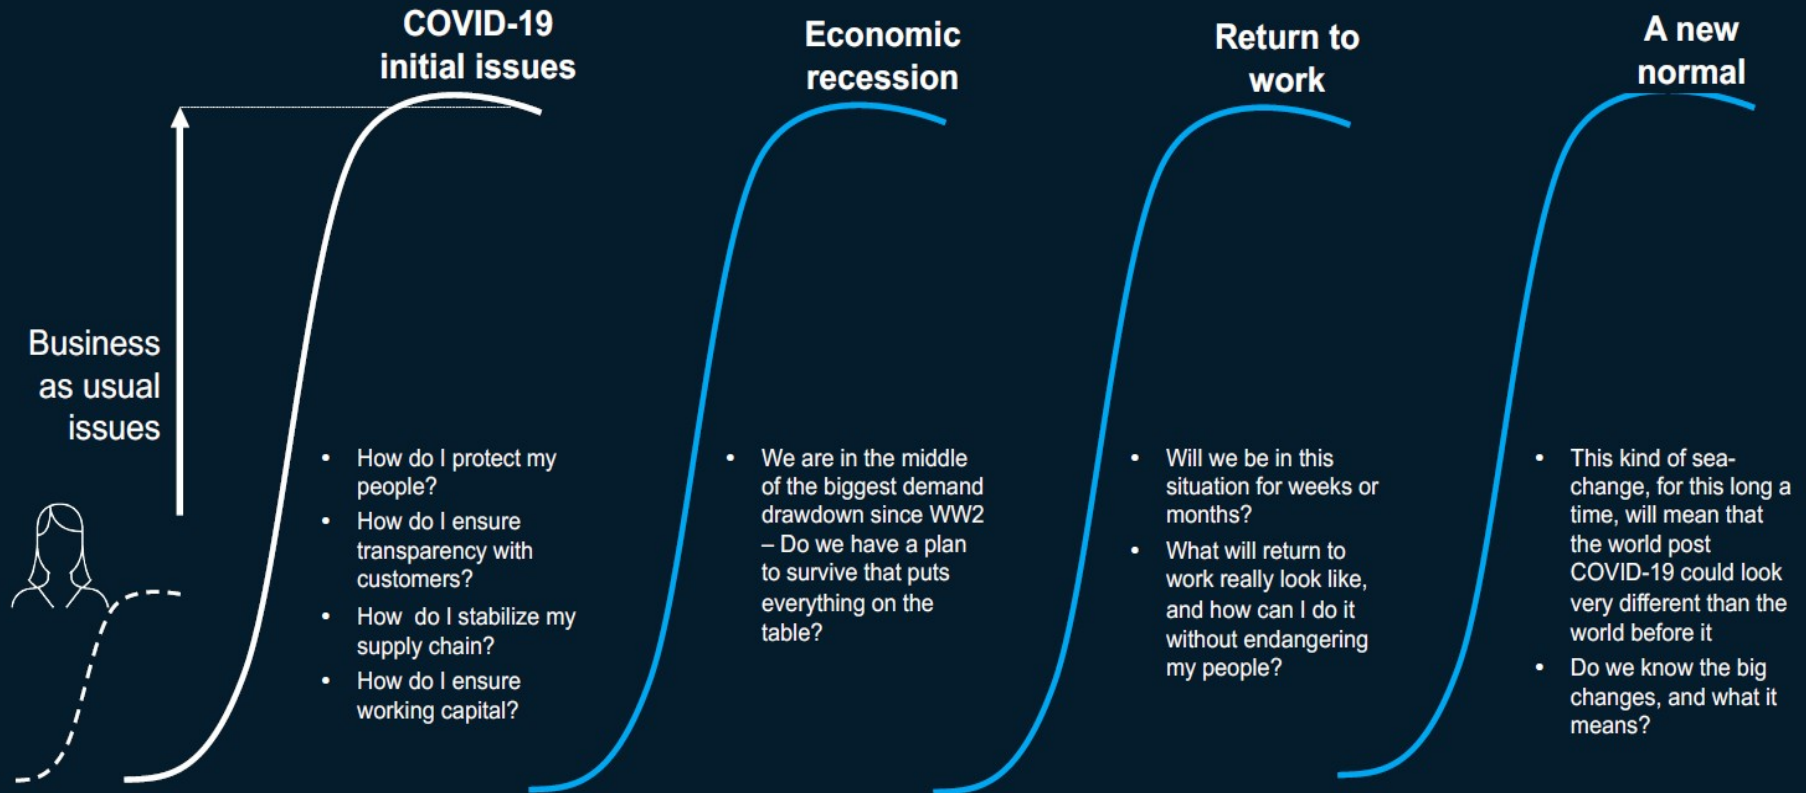 COVID-19
initial issues
Economic
recession
Return to
work
A new
normal
Business
as usual
issues
• How do I protect my
people?
• How do I ensure
transparency with
customers?
• How  do I stabilize my
supply chain?
• How do I ensure
working capital?
• We are in the middle
of the biggest demand
drawdown since WW2
– Do we have a plan
to survive that puts
everything on the
table?
• Will we be in this
situation for weeks or
months?
• What will return to
work really look like,
and how can I do it
without endangering
my people?
• This kind of sea-
change, for this long a
time, will mean that
the world post
COVID-19 could look
very different than the
world before it
• Do we know the big
changes, and what it
means?